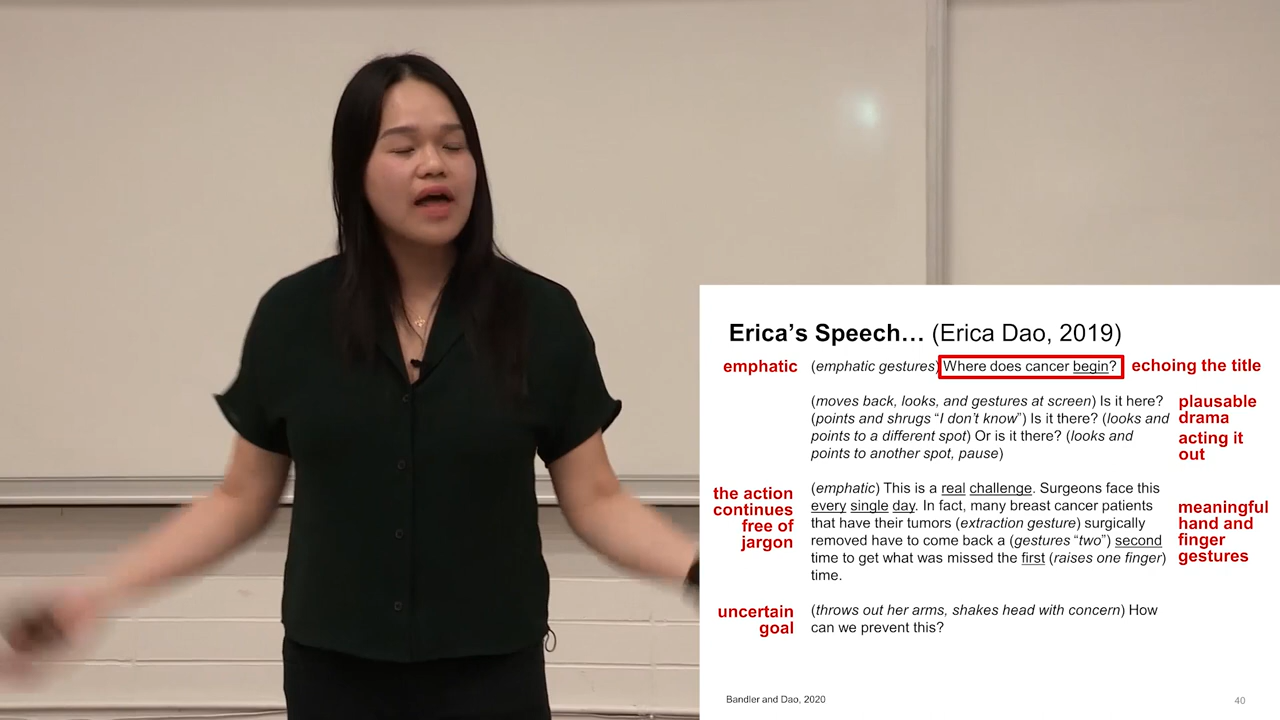 Erica’s Speech… (Erica Dao, 2019)
emphatic (emphatic gestures) Where does cancer begin? echoing the title
(moves back, looks, and gestures at screen) Is it here?
(points and shrugs “I don’t know”) Is it there? (looks and
points to a different spot) Or is it there? (looks and
points to another spot, pause)
plausable
drama
acting it
out
the action
continues
free of
jargon
(emphatic) This is a real challenge. Surgeons face this
every single day. In fact, many breast cancer patients
that have their tumors (extraction gesture) surgically
removed have to come back a (gestures “two”) second
time to get what was missed the first (raises one finger)
time.
meaningful
hand and
finger
gestures
uncertain
goal
(throws out her arms, shakes head with concern) How
can we prevent this?
Bandler and Dao, 2020
40